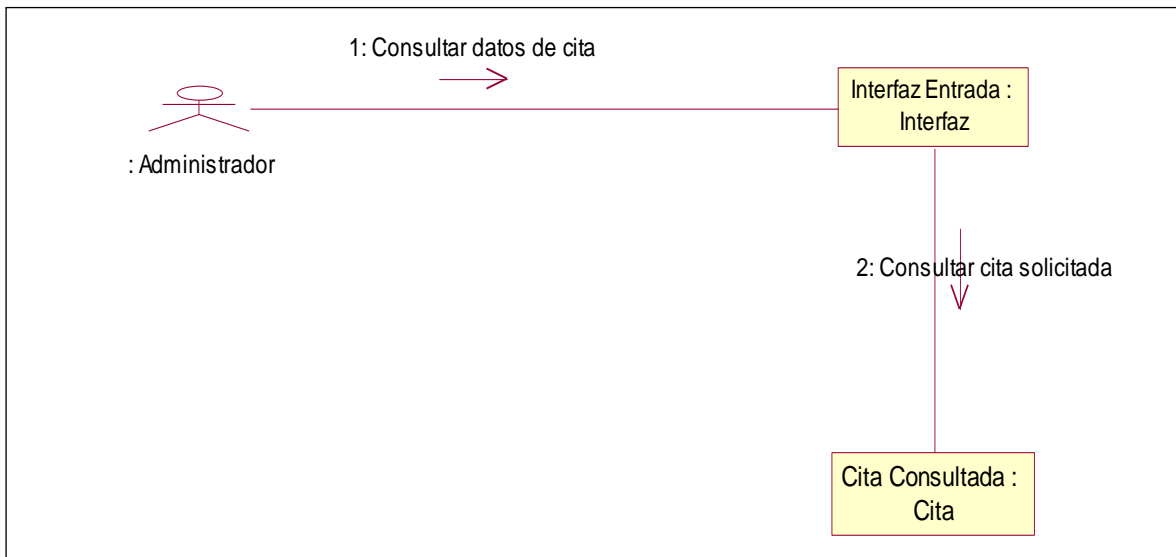 1: Consultar datos de cita
Interfaz Entrada :
Interfaz
: Administrador
2: Consultar cita solicitada
Cita Consultada :
Cita